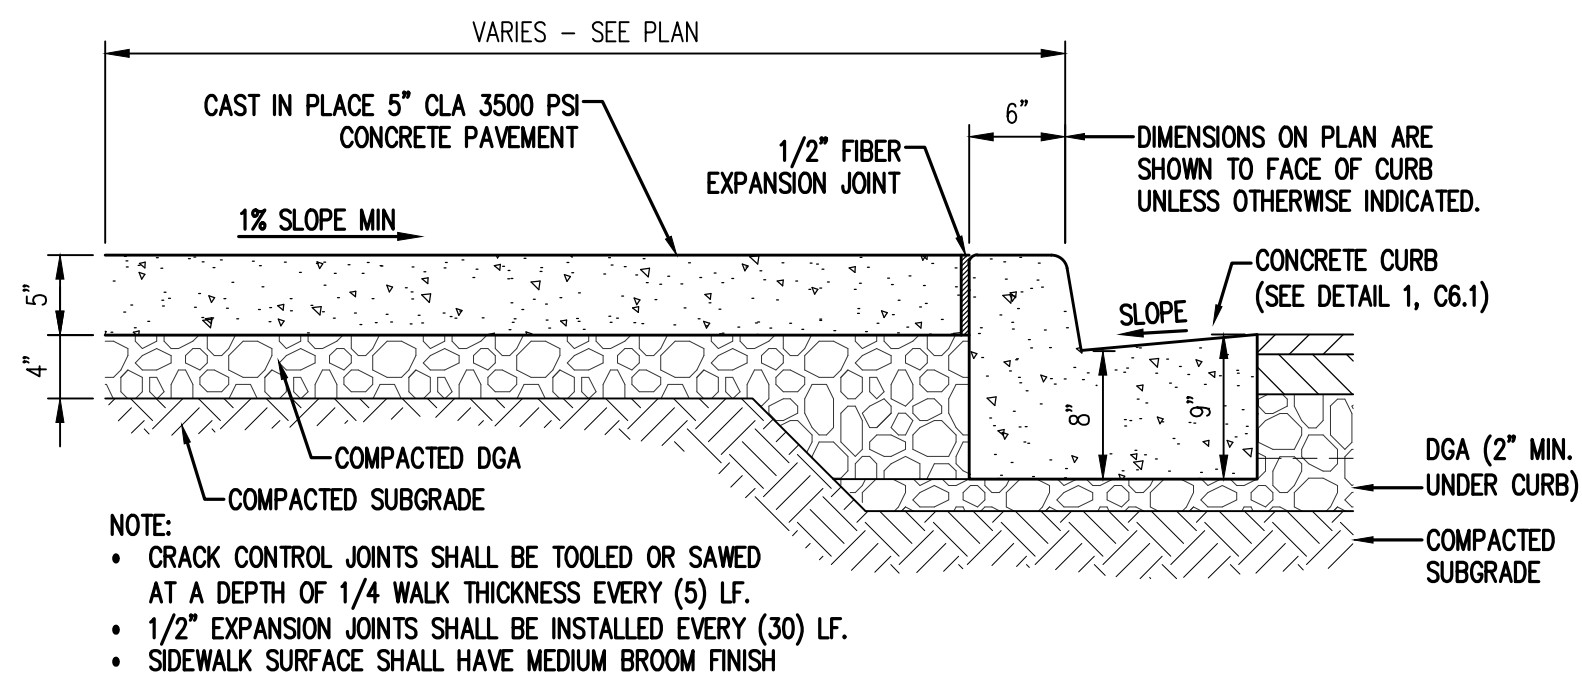 VARIES - SEE PLAN
CAST IN PLACE 5" CLA 3500 PSI
CONCRETE PAVEMENT
6"
1/2" FIBER
EXPANSION JOINT
DIMENSIONS ON PLAN ARE
SHOWN TO FACE OF CURB
UNLESS OTHERWISE INDICATED.
1% SLOPE MIN
CONCRETE CURB
(SEE DETAIL 1, C6.1)
SLOPE
5"
4"
8"
9"
COMPACTED DGA
COMPACTED SUBGRADE
DGA (2" MIN.
UNDER CURB)
COMPACTED
SUBGRADE
NOTE:
• CRACK CONTROL JOINTS SHALL BE TOOLED OR SAWED
AT A DEPTH OF 1/4 WALK THICKNESS EVERY (5) LF.
• 1/2" EXPANSION JOINTS SHALL BE INSTALLED EVERY (30) LF.
• SIDEWALK SURFACE SHALL HAVE MEDIUM BROOM FINISH